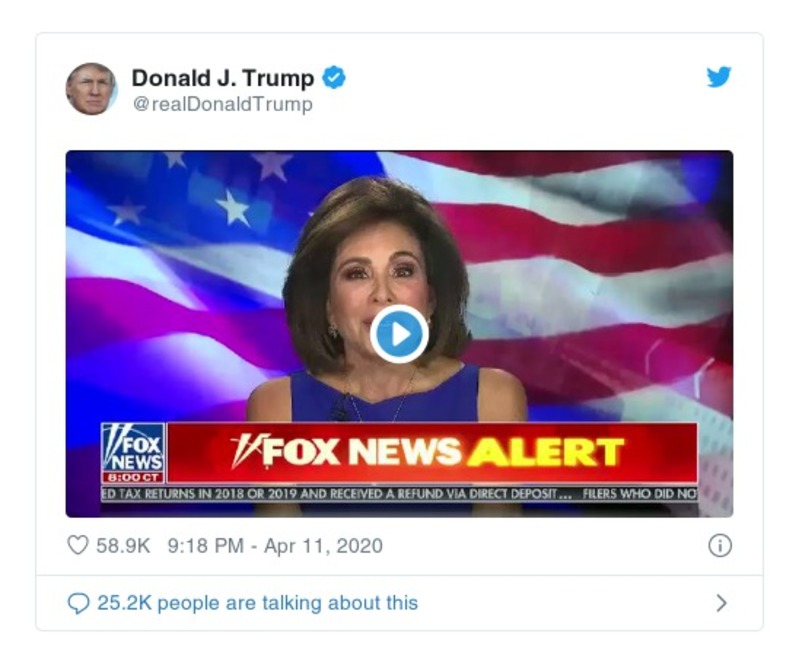 Donald J. Trump
@realDonaldTrump
FOX
NEWS
8:00 CT
FOX NEWS ALERT
ED TAX RETURNS IN 2018 OR 2019 AND RECEIVED A REFUND VIA DIRECT DEPOSIT... FILERS WHO DID NO
58.9K 9:18 PM - Apr 11, 2020
25.2K people are talking about this